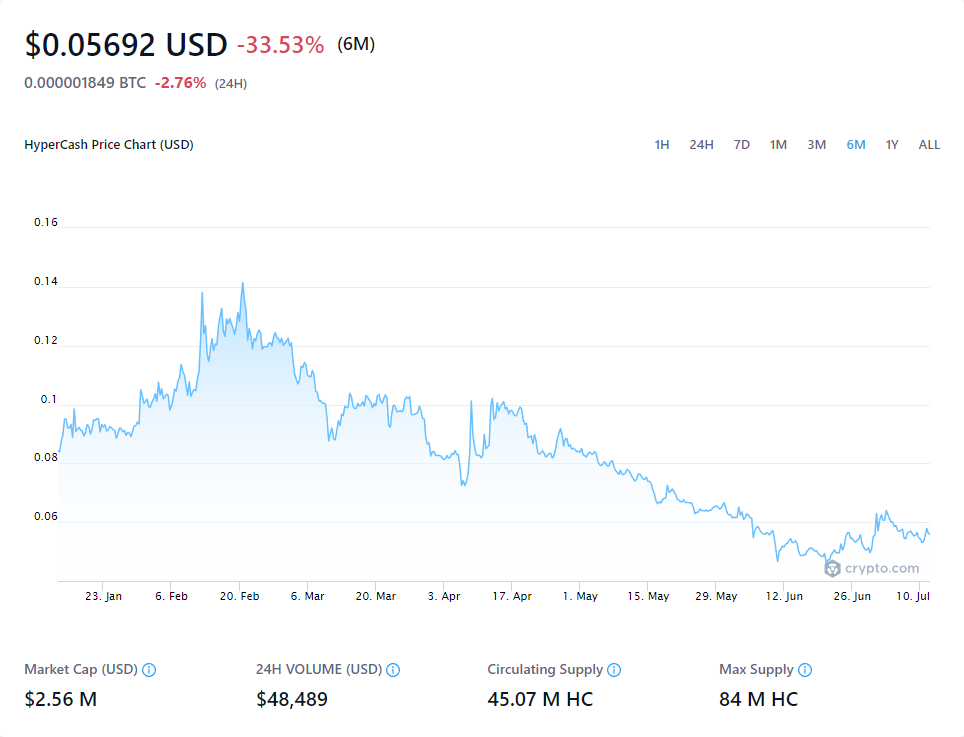 $0.05692 USD -33.53% (6M)
0.000001849 BTC -2.76% (24H)
HyperCash Price Chart (USD) 1H 24H 7D 1M 3M 6M 1Y ALL
0.16
0.14
0.12
0.1
0.08
0.06
crypto.com
23. Jan 6. Feb 20. Feb 6. Mar 20. Mar 3. Apr 17. Apr 1. May 15. May 29. May 12. Jun 26. Jun 10. Jul
Market Cap (USD) 24H VOLUME (USD) Circulating Supply Max Supply
$2.56 M $48,489 45.07 M HC 84 M HC